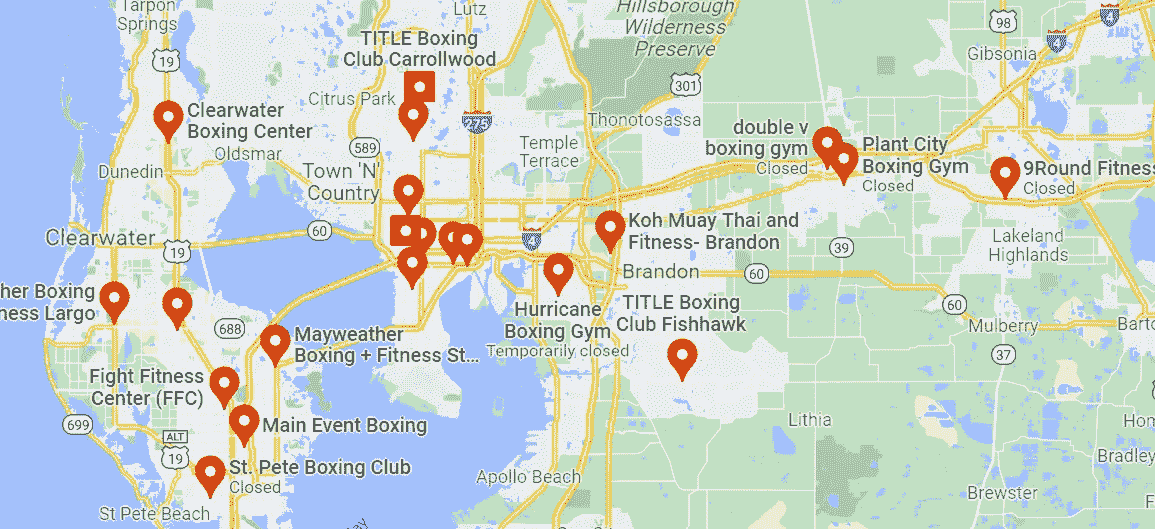 Tarpon
Springs
Lutz
Hillsborough
Wilderness
Preserve
98
4
4
Gibsonia
19
TITLE Boxing
Club Carrollwood
Citrus Park
301
Clearwater
Boxing Center
Oldsmar
275
Thonotosassa
589
Temple
Terrace
double v
boxing gym
Closed
Plant City
Boxing Gym
Closed
9Round Fitness
Closed
Dunedin
Town 'N'
Country
Clearwater
19
60
4
Koh Muay Thai and
Fitness- Brandon
39
Lakeland
Highlands
Brandon
60
60
her Boxing
ness Largo
688
Hurricane
Boxing Gym
Temporarily closed
TITLE Boxing
Club Fishhawk
Mulberry
Barto
Mayweather
Boxing + Fitness St...
37
Fight Fitness
Center (FFC)
699
Main Event Boxing
ALT
19
Lithia
Hom
St. Pete Boxing Club
Closed
Apollo Beach
Bradley
St Pete Beach
Brewster
F